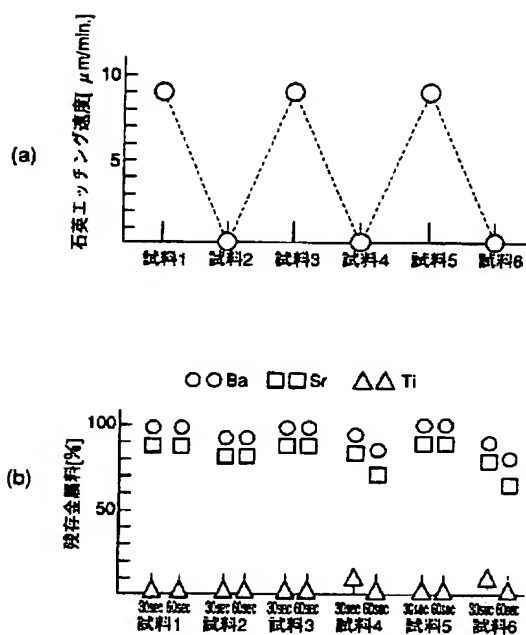 (a)
石英エッチング速度[μm/min.]
10
5
試料1 試料2 試料3 試料4 試料5 試料6
(b)
○○Ba □□Sr △△Ti
残存金属料[%]
100
50
30sec 60sec 30sec 60sec 30sec 60sec 30sec 60sec 30sec 60sec 30sec 60sec
試料1 試料2 試料3 試料4 試料5 試料6